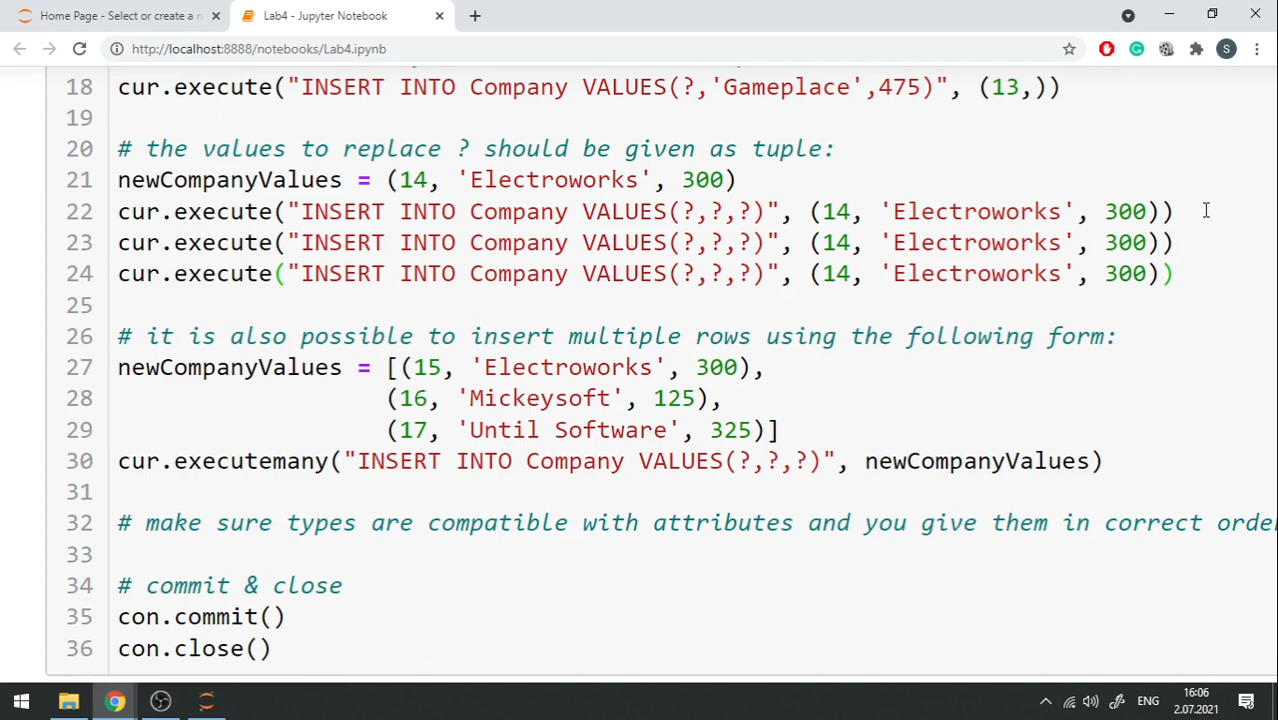 Home Page - Select or create a n
Lab4 - Jupyter Notebook
http://localhost:8888/notebooks/Lab4.ipynb
S
18 cur.execute("INSERT INTO Company VALUES(?,'Gameplace',475)", (13,))
19
20 # the values to replace ? should be given as tuple:
21 newCompanyValues = (14, 'Electroworks', 300)
22 cur.execute("INSERT INTO Company VALUES(?,?,?)", (14, 'Electroworks', 300))
23 cur.execute("INSERT INTO Company VALUES(?,?,?)", (14, 'Electroworks', 300))
24 cur.execute("INSERT INTO Company VALUES(?,?,?)", (14, 'Electroworks', 300))
25
26 # it is also possible to insert multiple rows using the following form:
27 newCompanyValues = [(15, 'Electroworks', 300),
28 (16, 'Mickeysoft', 125),
29 (17, 'Until Software', 325)]
30 cur.executemany("INSERT INTO Company VALUES(?,?,?)", newCompanyValues)
31
32 # make sure types are compatible with attributes and you give them in correct order
33
34 # commit & close
35 con.commit()
36 con.close()
ENG
16:06
2.07.2021